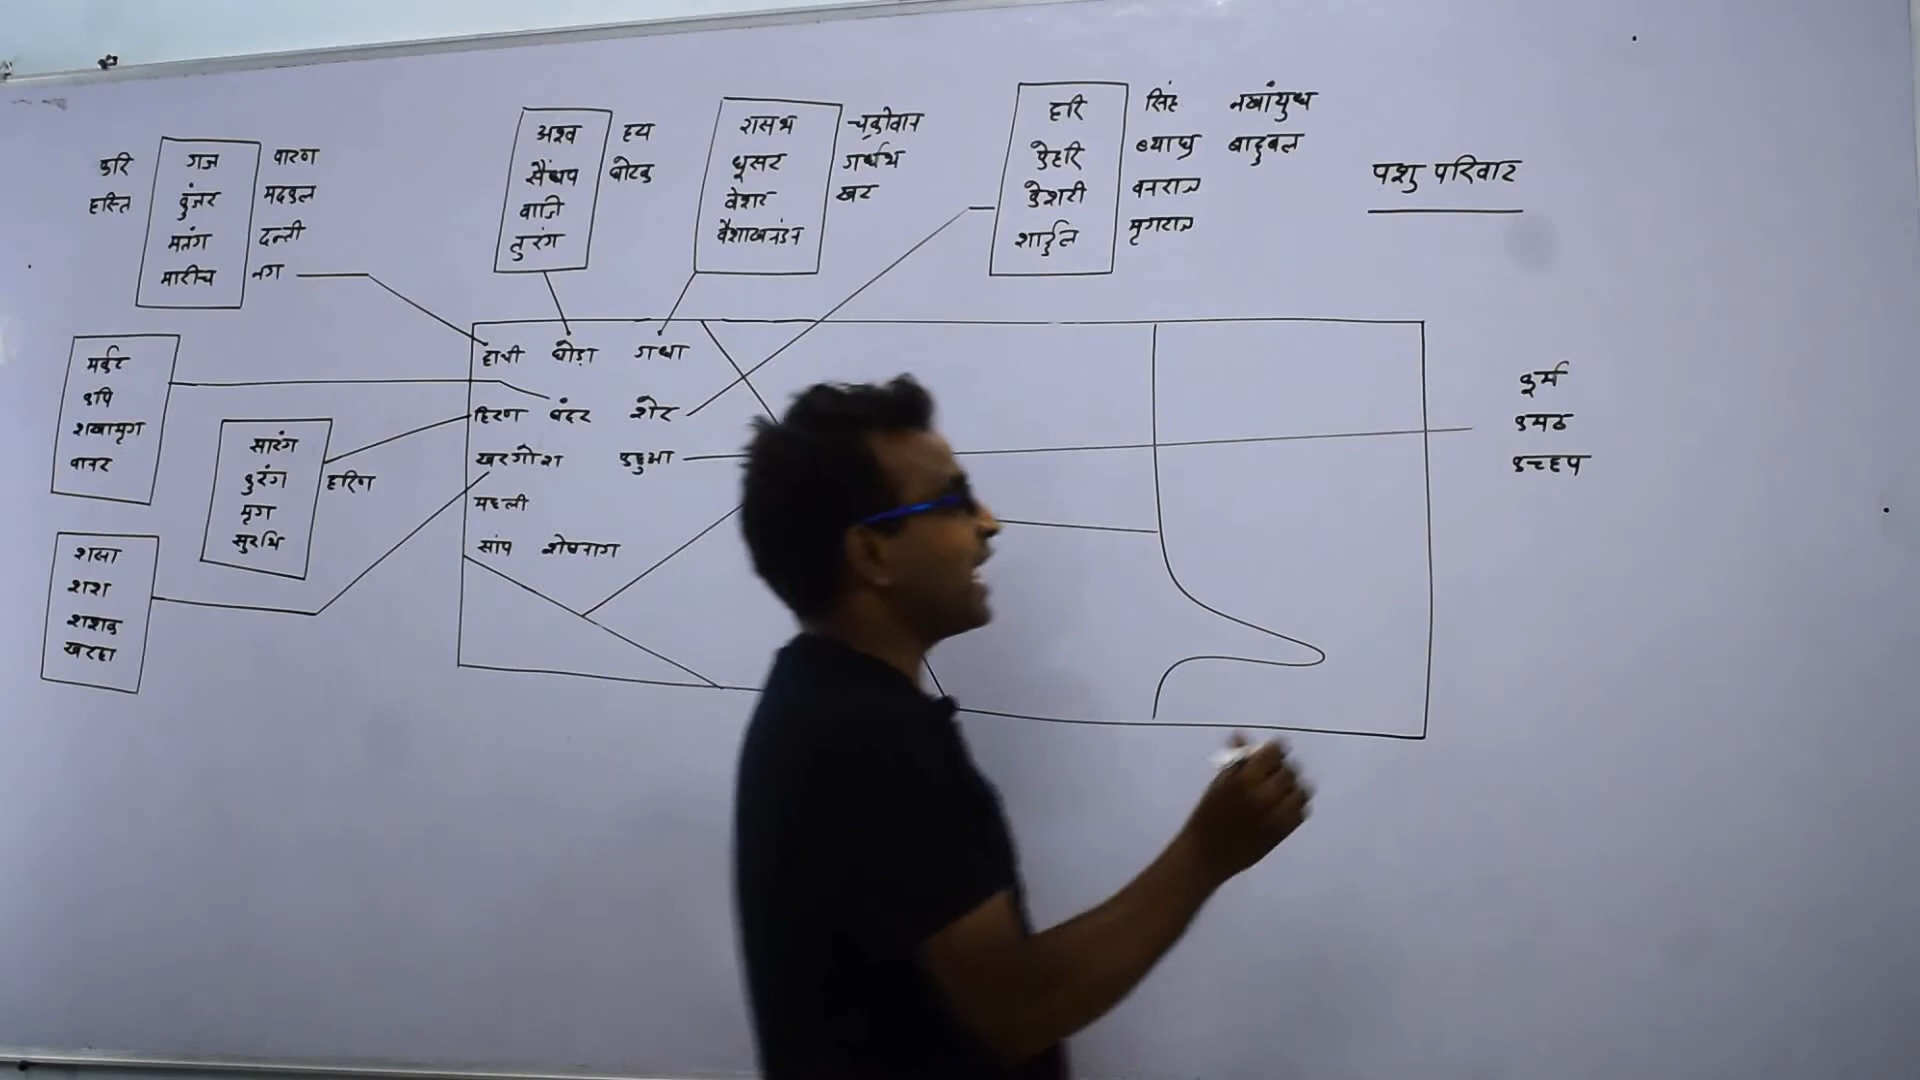 करि
हस्ति
गज
कुंजर
मतंग
मारीच
वारण
मदकल
दन्ती
नग
अश्व
सैंधव
वाजि
तुरंग
हय
घोटक
रासभ
धूसर
वेशर
वैशाखनंदन
चक्रीवान
गर्धभ
खर
हरि
केहरि
केशरी
शार्दुल
सिंह
व्याघ्र
वनराज
मृगराज
नखांयुध
बाहुबल
पशु परिवार
मर्कट
कपि
शाखामृग
वानर
सारंग
कुरंग
मृग
सुरभि
हरिण
शसा
शश
शशक
खरहा
हाथी घोड़ा गधा
हिरण बंदर शेर
खरगोश कछुआ
मछली
सांप शेषनाग
कूर्म
कमठ
कच्छप